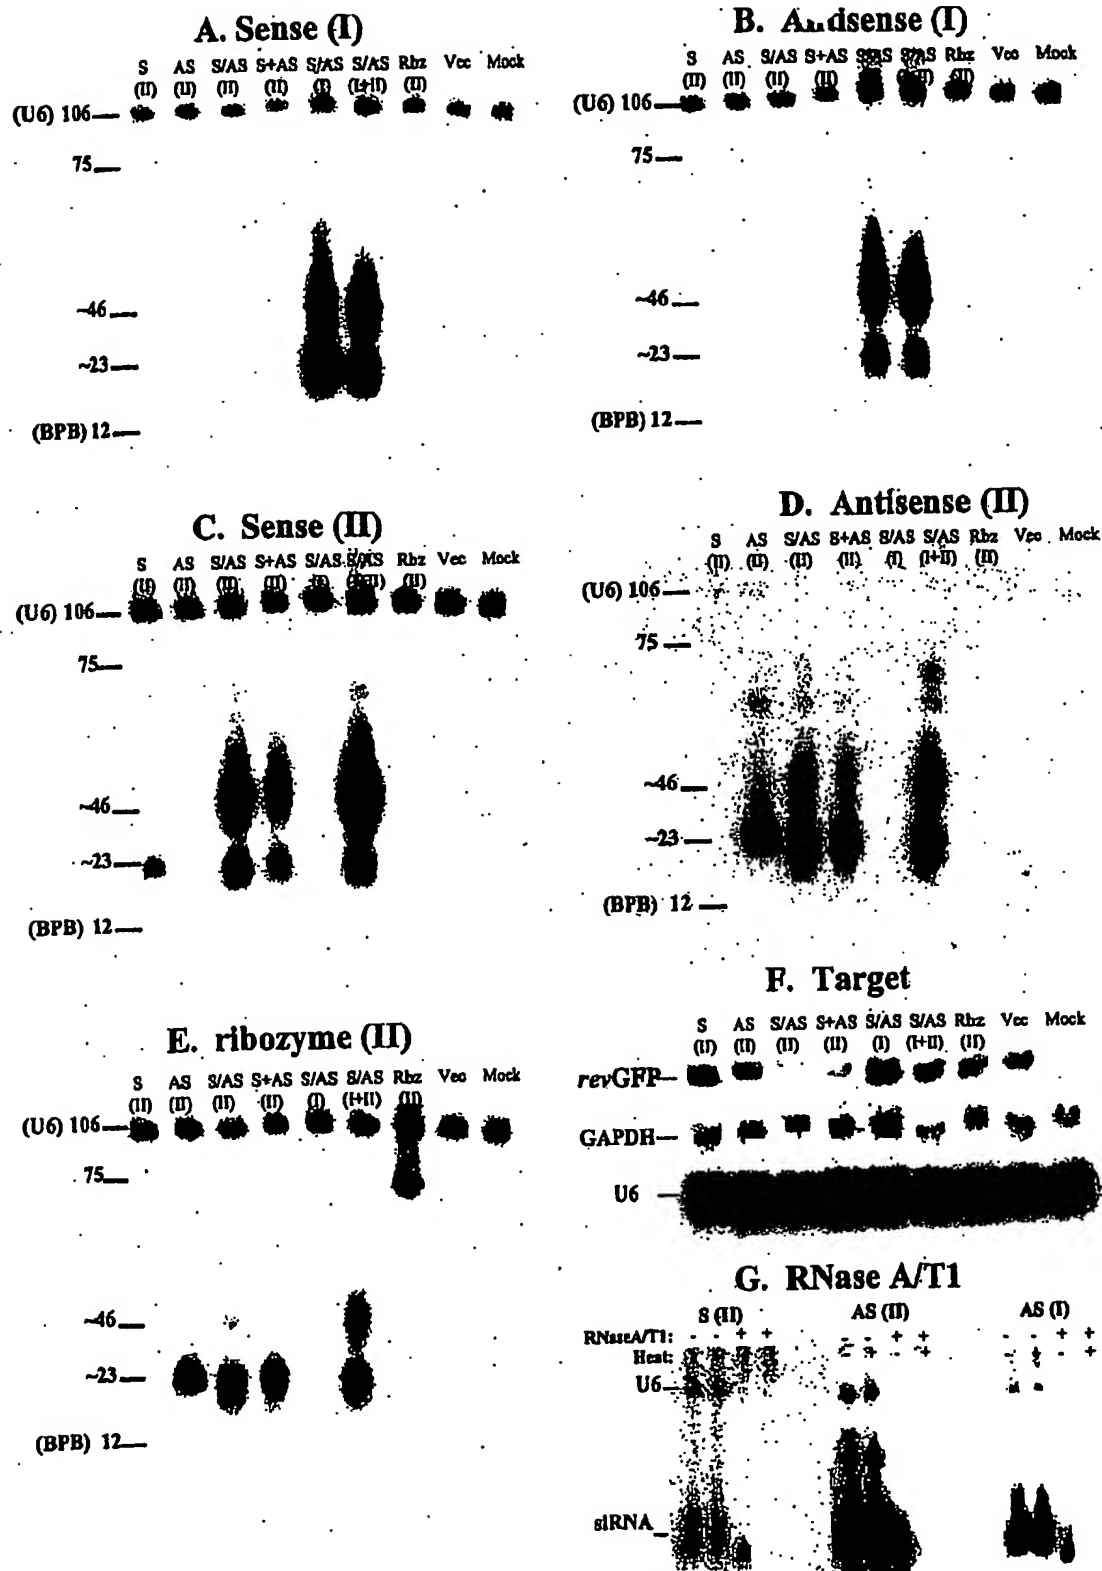 A. Sense (I)
S AS S/AS S+AS S/AS S/AS Rbz Vec Mock
(II) (II) (II) (II) (I) (I+II) (II)
(U6) 106
75
~46
~23
(BPB) 12
B. (I)
S AS S/AS S+AS Rbz Vec Mock
(II) (II) (II) (II)
(U6) 106
75
~46
~23
(BPB) 12
C. Sense (II)
S AS S/AS S+AS S/AS S/AS Rbz Vec Mock
(II) (II) (II) (II) (II)
(U6) 106
75
~46
~23
(BPB) 12
D. Antisense (II)
S AS S/AS S+AS S/AS S/AS Rbz Vec Mock
(II) (II) (II) (II) (I) (I+II) (II)
(U6) 106
75
~46
~23
(BPB) 12
E. ribozyme (II)
S AS S/AS S+AS S/AS S/AS Rbz Vec Mock
(II) (II) (II) (II) (I) (I+II) (II)
(U6) 106
75
~46
~23
(BPB) 12
F. Target
S AS S/AS S+AS S/AS S/AS Rbz Vec Mock
(II) (II) (II) (II) (I) (I+II) (II)
revGFP
GAPDH
U6
G. RNase A/T1
S (II) AS (II) AS (I)
RNaseA/T1: - - + + - - + + - - + +
Heat: - + - + - + - +
U6
siRNA